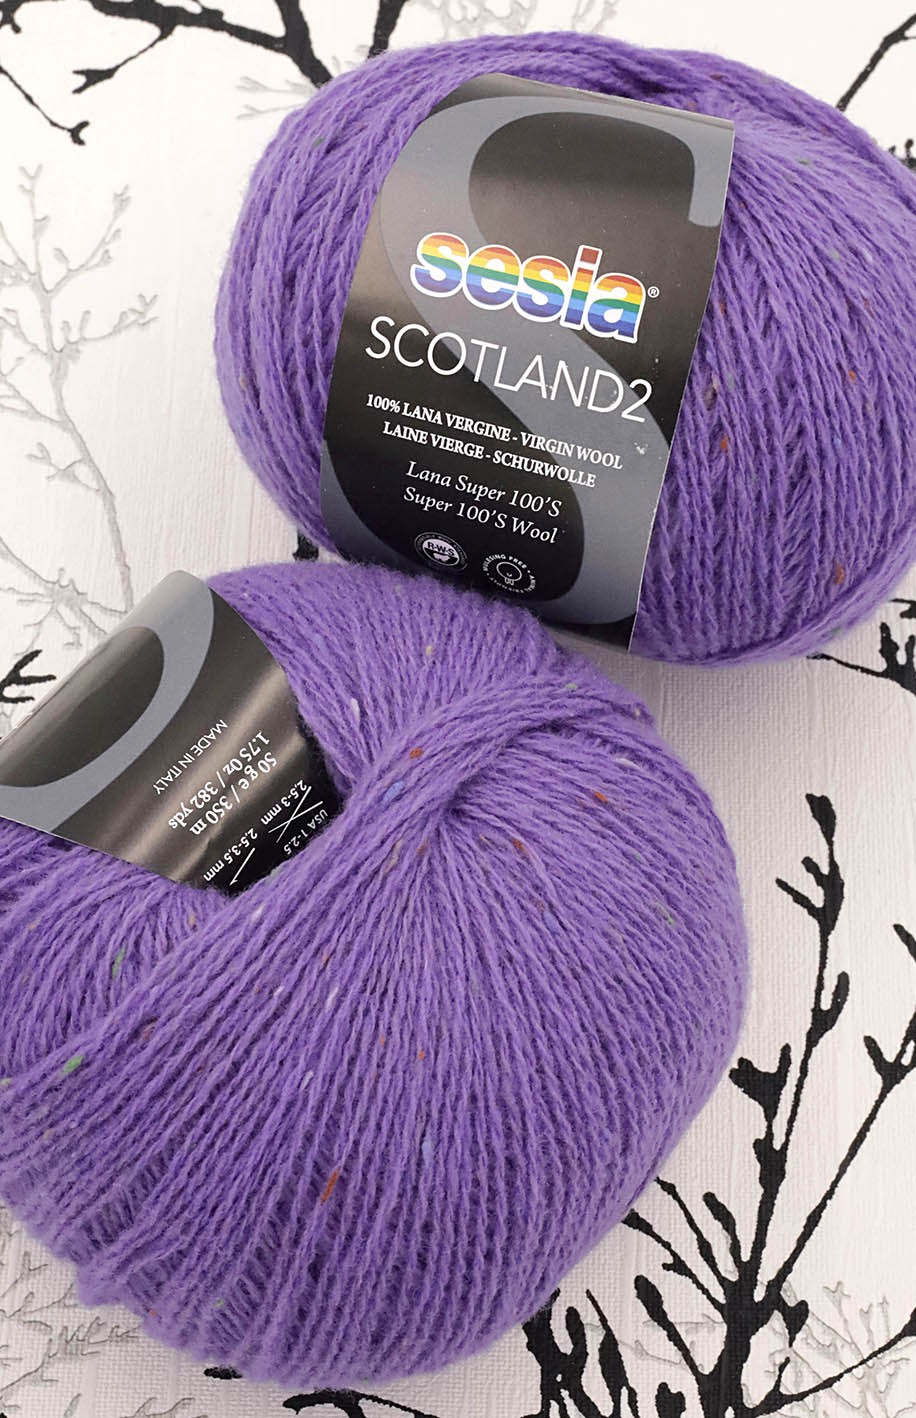 sesia®
SCOTLAND2
100% LANA VERGINE - VIRGIN WOOL
LAINE VIERGE - SCHURWOLLE
Lana Super 100'S
Super 100'S Wool
R•W•S
MULESING FREE
MADE IN ITALY
50 g e / 350 m
1.75 Oz / 382 yds
2,5-3 mm
USA 1-2.5
2,5-3,5 mm